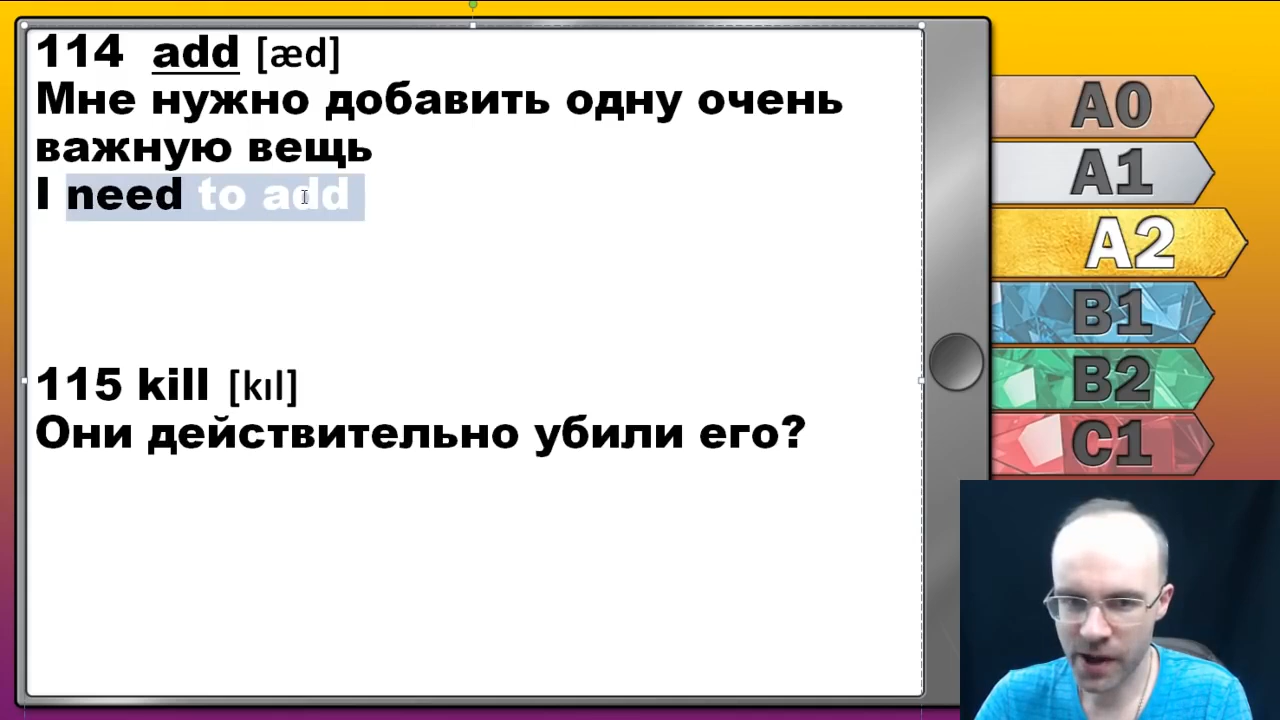 114 add [æd]
Мне нужно добавить одну очень
важную вещь
I need to add
115 kill [kıl]
Они действительно убили его?
A0
A1
A2
B1
B2
C1